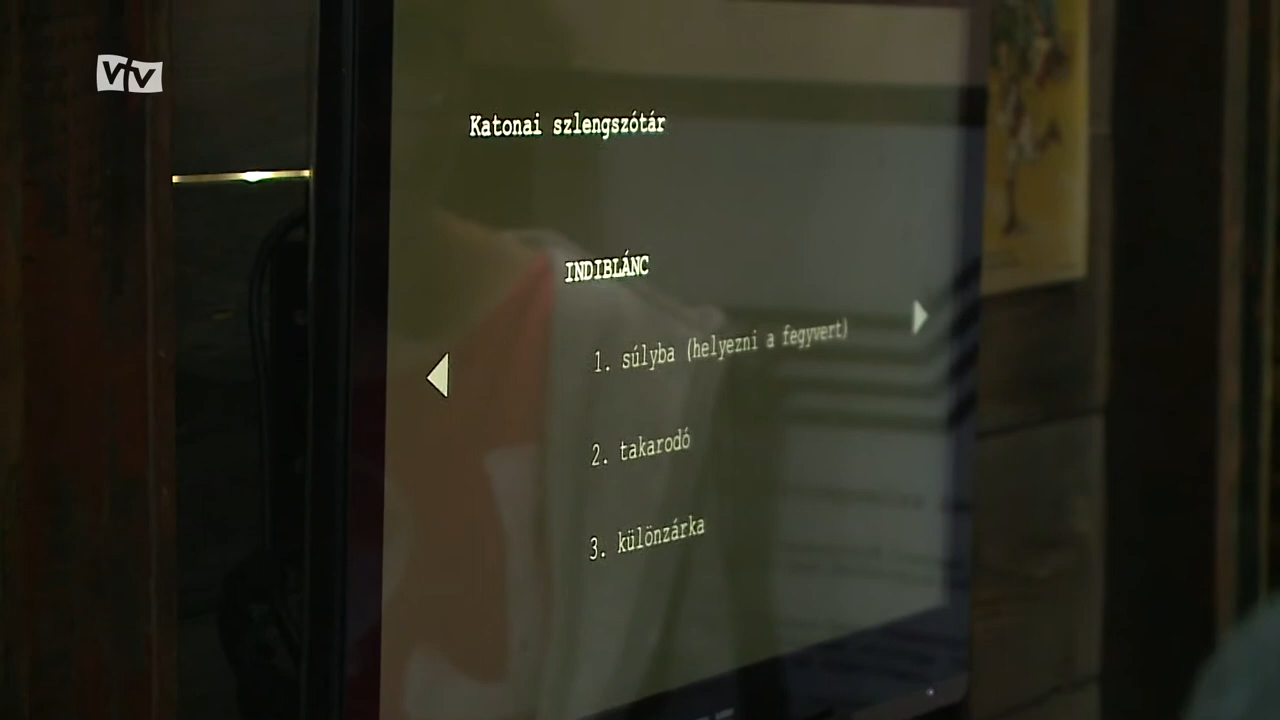 VTV
Katonai szlengszótár
INDIBLÁNC
1. súlyba (helyezni a fegyvert)
2. takarodó
3. különzárka